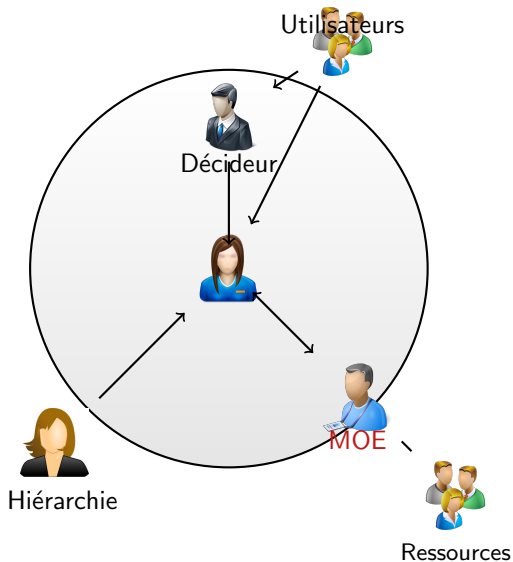 Utilisateurs
Décideur
MOE
Hiérarchie
Ressources